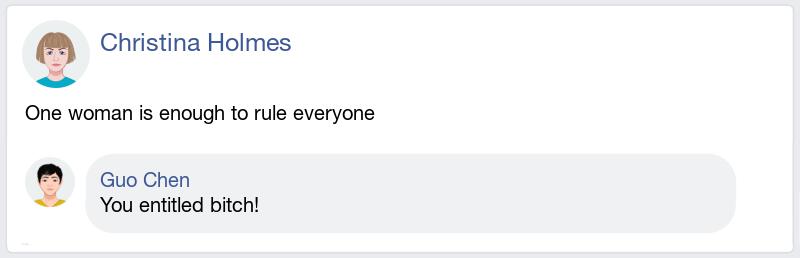 Christina Holmes
One woman is enough to rule everyone
Guo Chen
You entitled bitch!